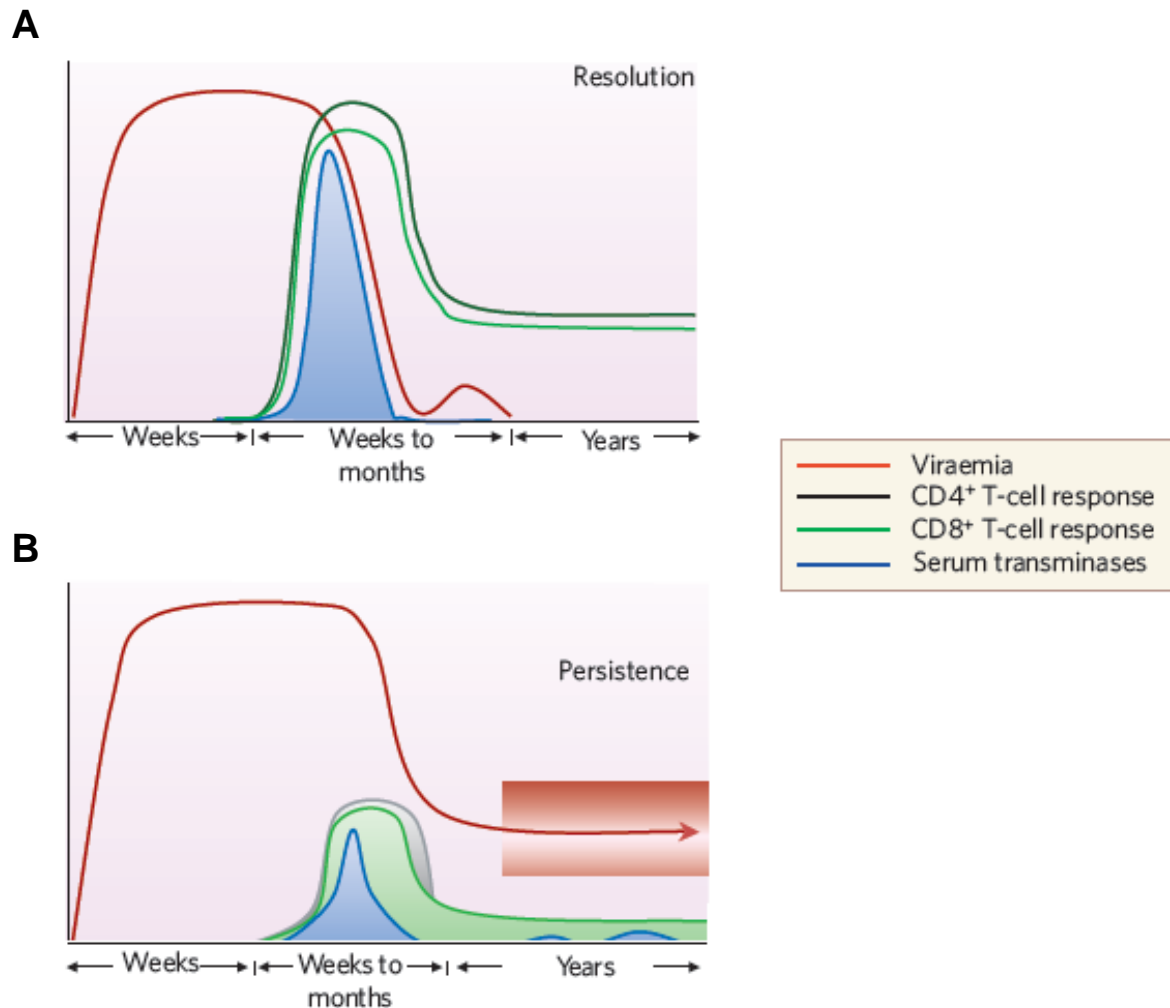 A
Resolution
Weeks
Weeks to
months
Years
Viraemia
CD4+ T-cell response
CD8+ T-cell response
Serum transminases
B
Persistence
Weeks
Weeks to
months
Years